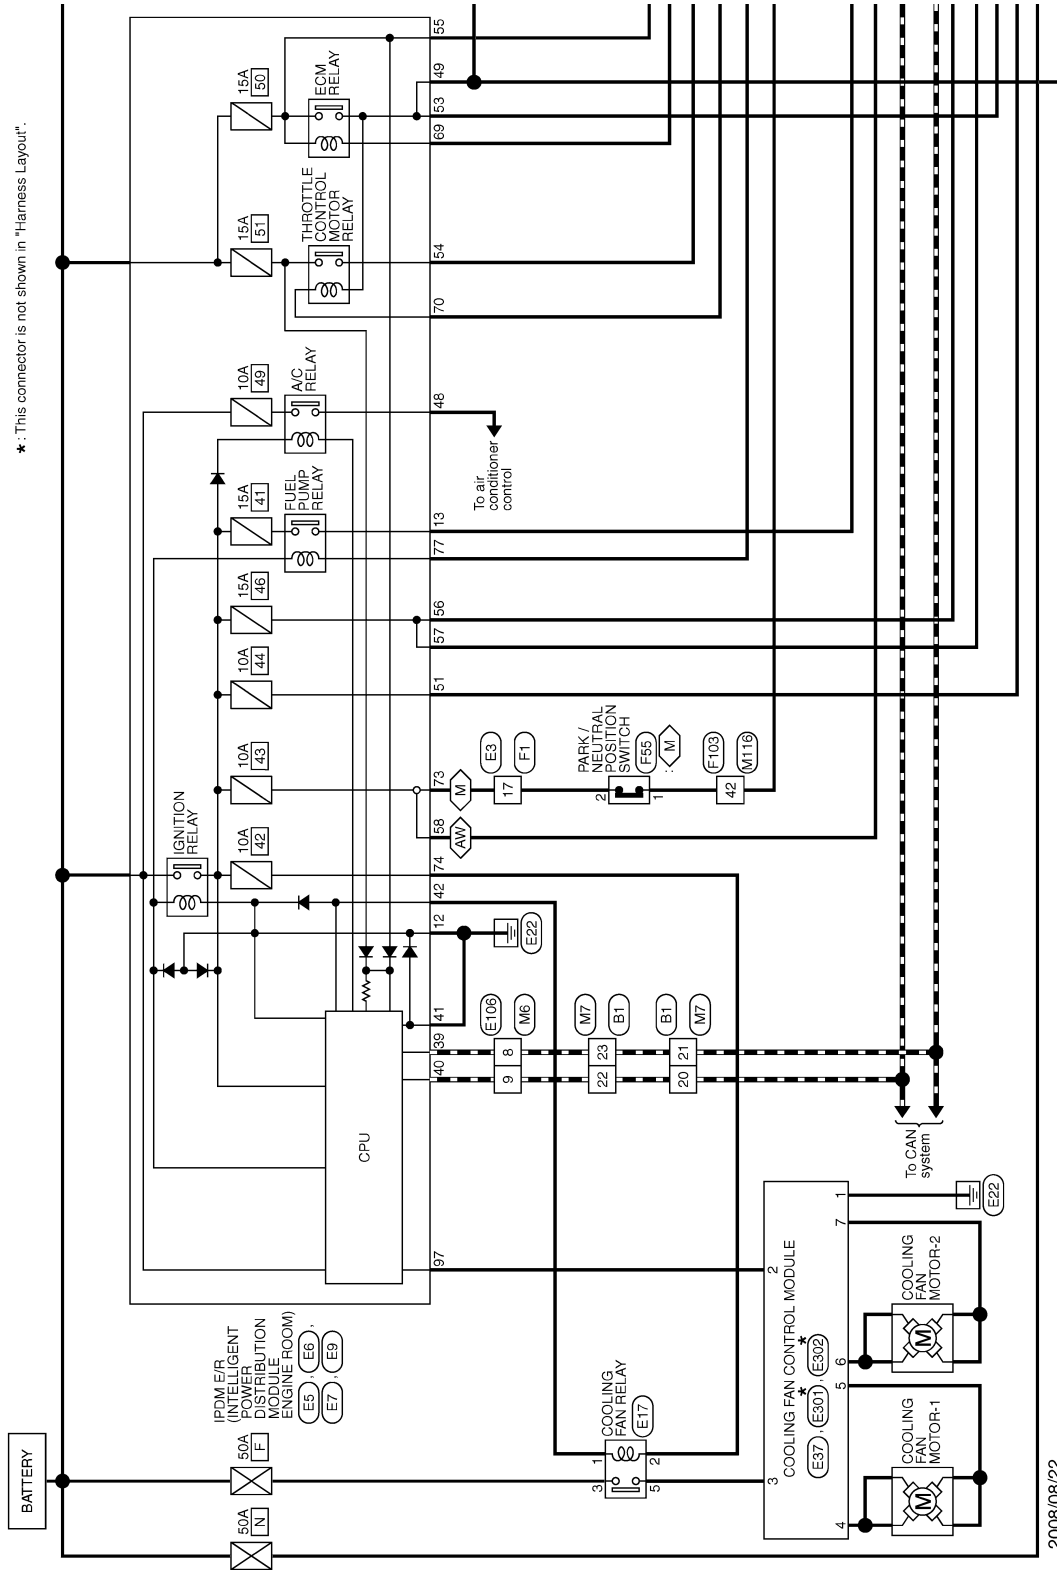 ★ : This connector is not shown in "Harness Layout".
BATTERY
50A
F
50A
N
IPDM E/R
(INTELLIGENT
POWER
DISTRIBUTION
MODULE
ENGINE ROOM)
E5 , E6 ,
E7 , E9
IGNITION
RELAY
10A
42
10A
43
10A
44
15A
46
15A
41
FUEL
PUMP
RELAY
10A
49
A/C
RELAY
15A
51
THROTTLE
CONTROL
MOTOR
RELAY
15A
50
ECM
RELAY
CPU
97
40
39
41
12
42
74
58
73
51
57
56
77
13
48
70
54
69
53
49
55
To air
conditioner
control
AW
M
17
E3
F1
PARK /
NEUTRAL
POSITION
SWITCH
F55
: M
2
1
42
F103
M116
E22
9
8
E106
M6
22
23
M7
B1
20
21
B1
M7
To CAN
system
COOLING
FAN RELAY
E17
1
2
3
5
COOLING FAN CONTROL MODULE
E37 , ★E301 , ★E302
3
2
4
5
6
7
1
E22
COOLING
FAN
MOTOR-1
M
COOLING
FAN
MOTOR-2
M
2008/08/22